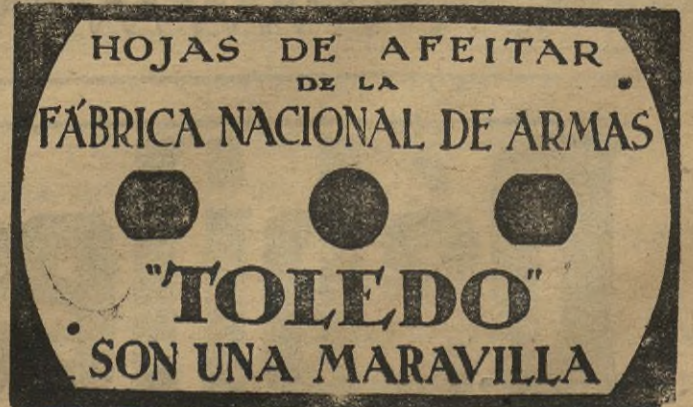 HOJAS DE AFEITAR
DE LA
FÁBRICA NACIONAL DE ARMAS
"TOLEDO"
SON UNA MARAVILLA